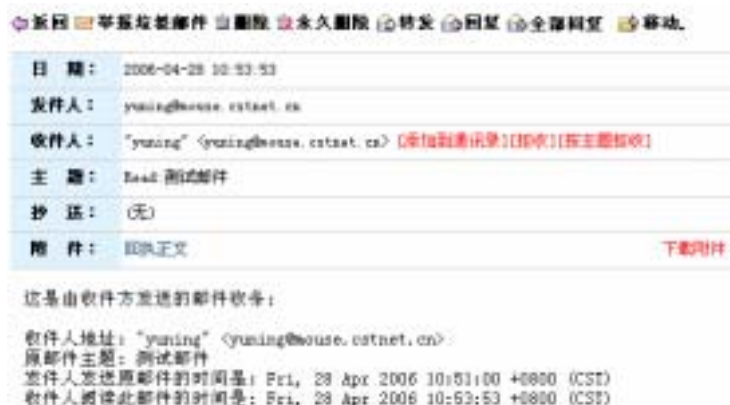 返回 举报垃圾邮件 删除 永久删除 转发 回复 全部回复 移动
日 期： 2006-04-28 10:53:53
发件人： yuning@mouse.cstnet.cn
收件人： "yuning" <yuning@mouse.cstnet.cn> [添加到通讯录][拒收][按主题拒收]
主 题： Read: 测试邮件
抄 送： (无)
附 件： 回执正文 下载附件
这是由收件方发送的邮件收条:
收件人地址: "yuning" <yuning@mouse.cstnet.cn>
原邮件主题: 测试邮件
发件人发送原邮件的时间是: Fri, 28 Apr 2006 10:51:00 +0800 (CST)
收件人阅读此邮件的时间是: Fri, 28 Apr 2006 10:53:53 +0800 (CST)